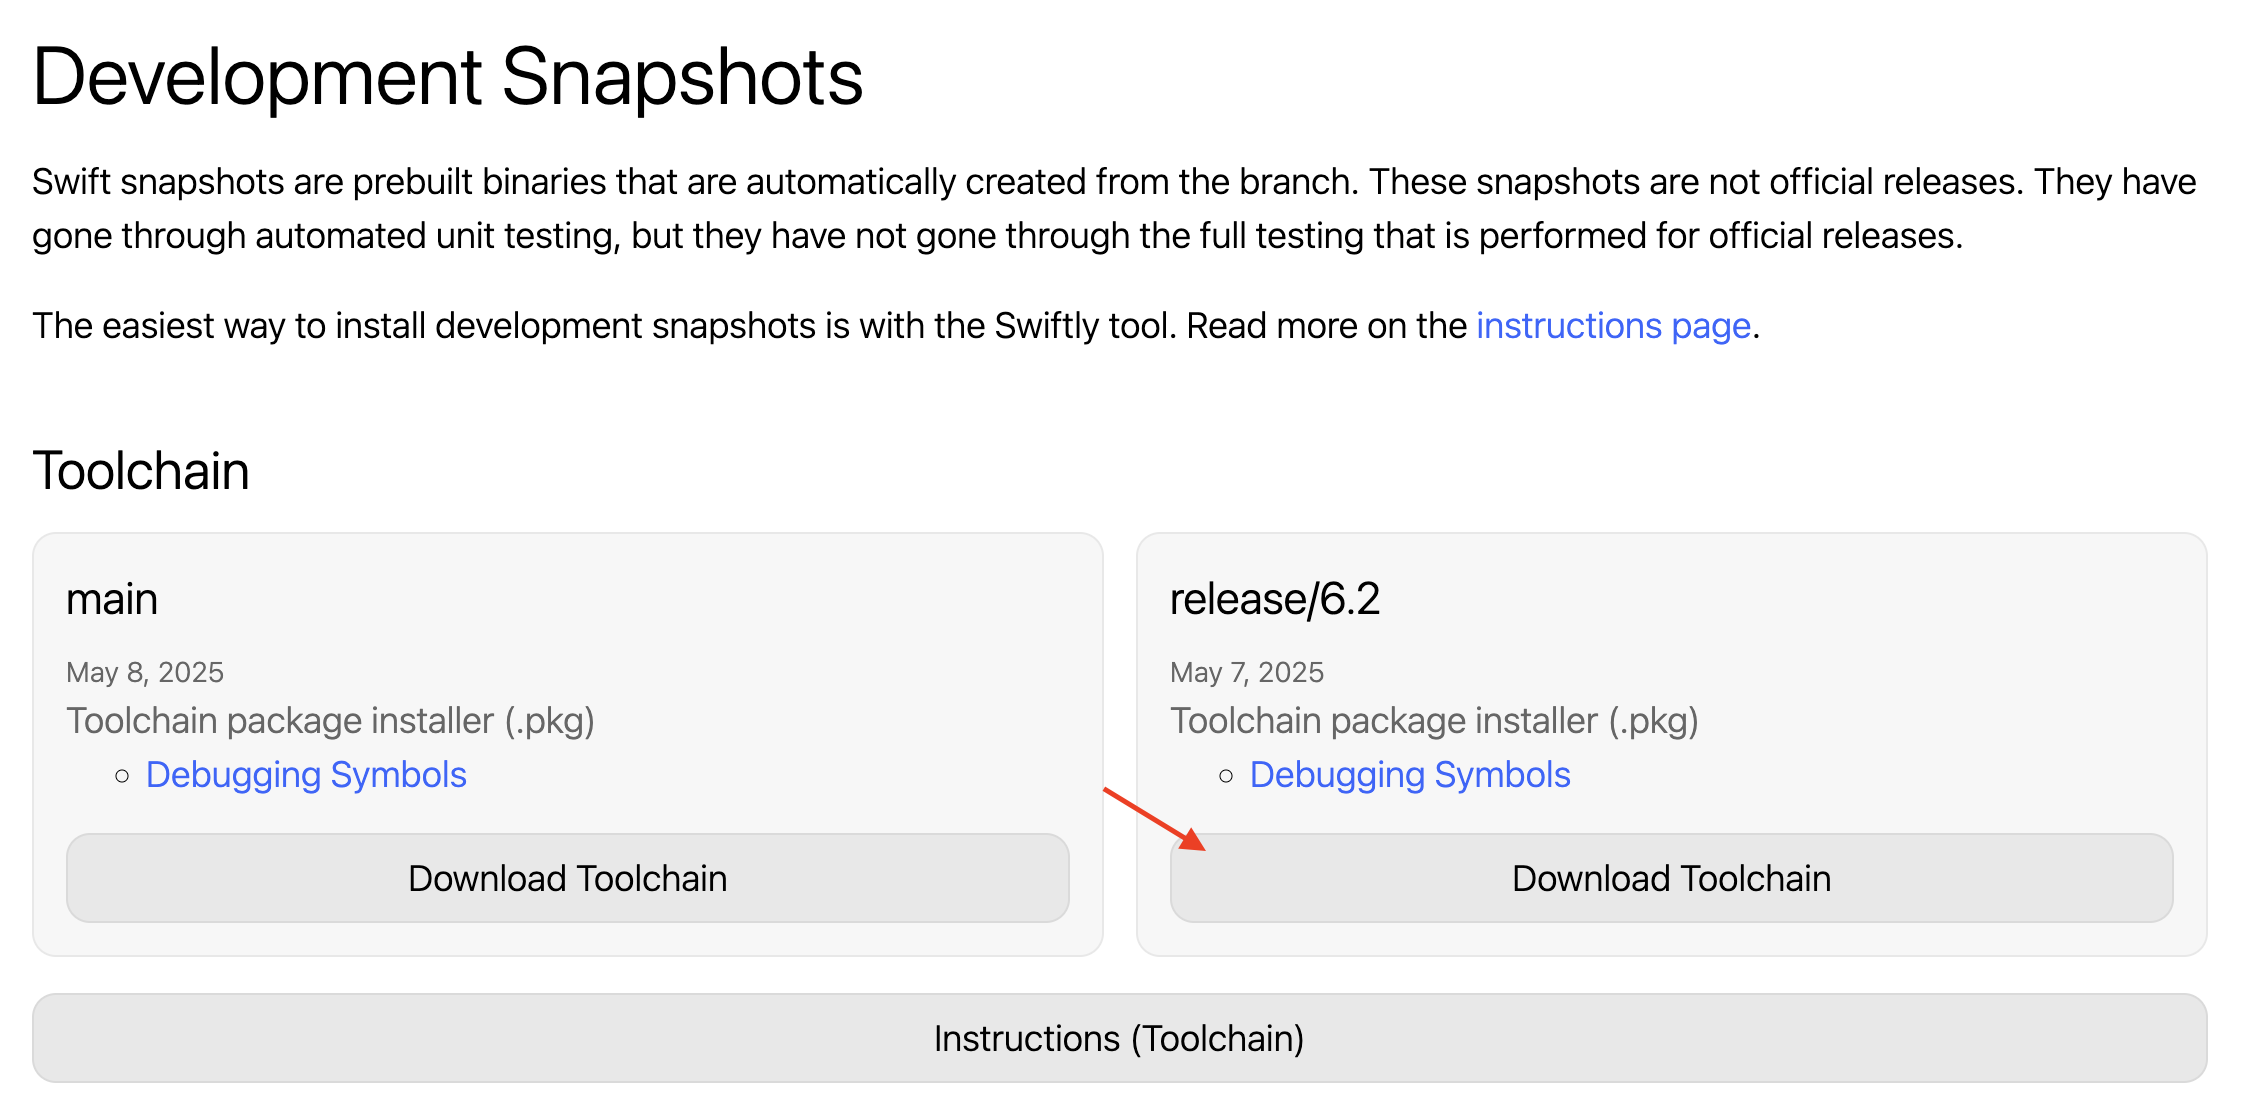 Development Snapshots
Swift snapshots are prebuilt binaries that are automatically created from the branch. These snapshots are not official releases. They have
gone through automated unit testing, but they have not gone through the full testing that is performed for official releases.
The easiest way to install development snapshots is with the Swiftly tool. Read more on the instructions page.
Toolchain
main
May 8, 2025
Toolchain package installer (.pkg)
Debugging Symbols
Download Toolchain
release/6.2
May 7, 2025
Toolchain package installer (.pkg)
Debugging Symbols
Download Toolchain
Instructions (Toolchain)